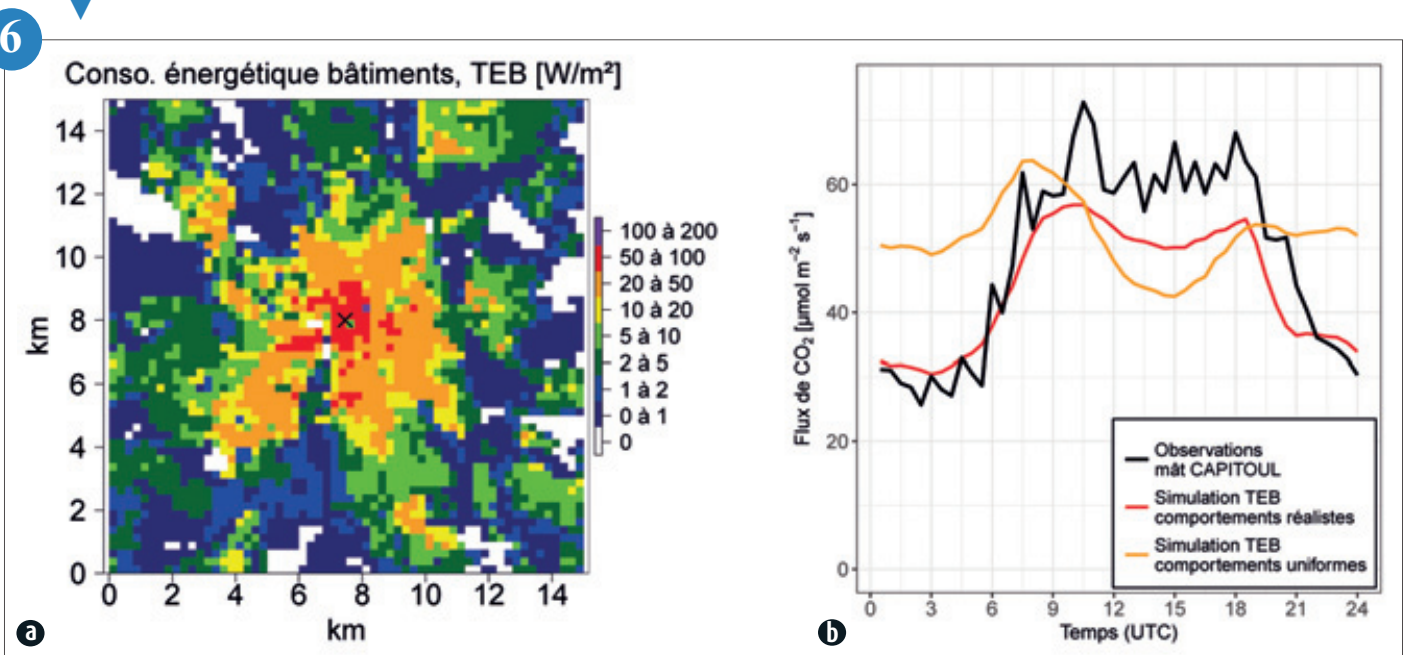 6
Conso. énergétique bâtiments, TEB [W/m²]
14
12
10
8
6
4
2
0
km
0 2 4 6 8 10 12 14
km
100 à 200
50 à 100
20 à 50
10 à 20
5 à 10
2 à 5
1 à 2
0 à 1
0
a
60
40
20
0
Flux de CO₂ [µmol m⁻² s⁻¹]
Observations
mât CAPITOUL
Simulation TEB
comportements réalistes
Simulation TEB
comportements uniformes
0 3 6 9 12 15 18 21 24
Temps (UTC)
b